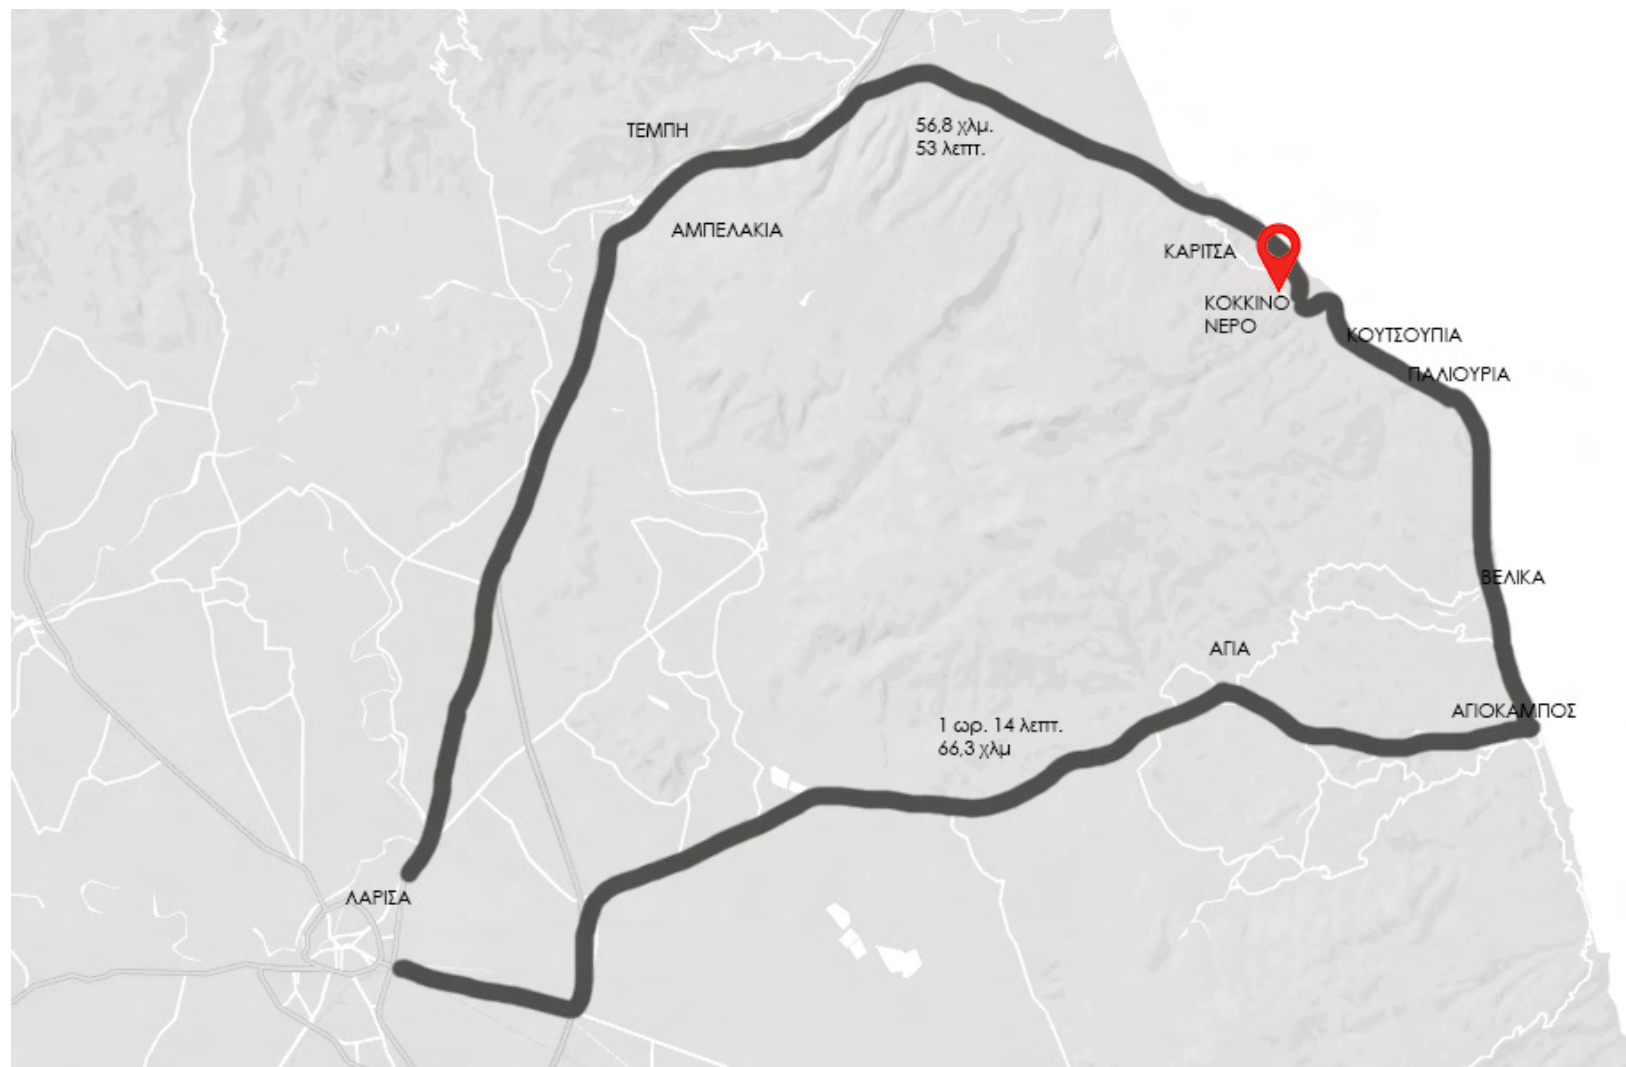 ΤΕΜΠΗ
56,8 χλμ.
53 λεπτ.
ΑΜΠΕΛΑΚΙΑ
ΚΑΡΙΤΣΑ
ΚΟΚΚΙΝΟ
ΝΕΡΟ
ΚΟΥΤΣΟΥΠΙΑ
ΠΑΛΙΟΥΡΙΑ
ΒΕΛΙΚΑ
ΑΓΙΑ
ΑΓΙΟΚΑΜΠΟΣ
1 ωρ. 14 λεπτ.
66,3 χλμ
ΛΑΡΙΣΑ